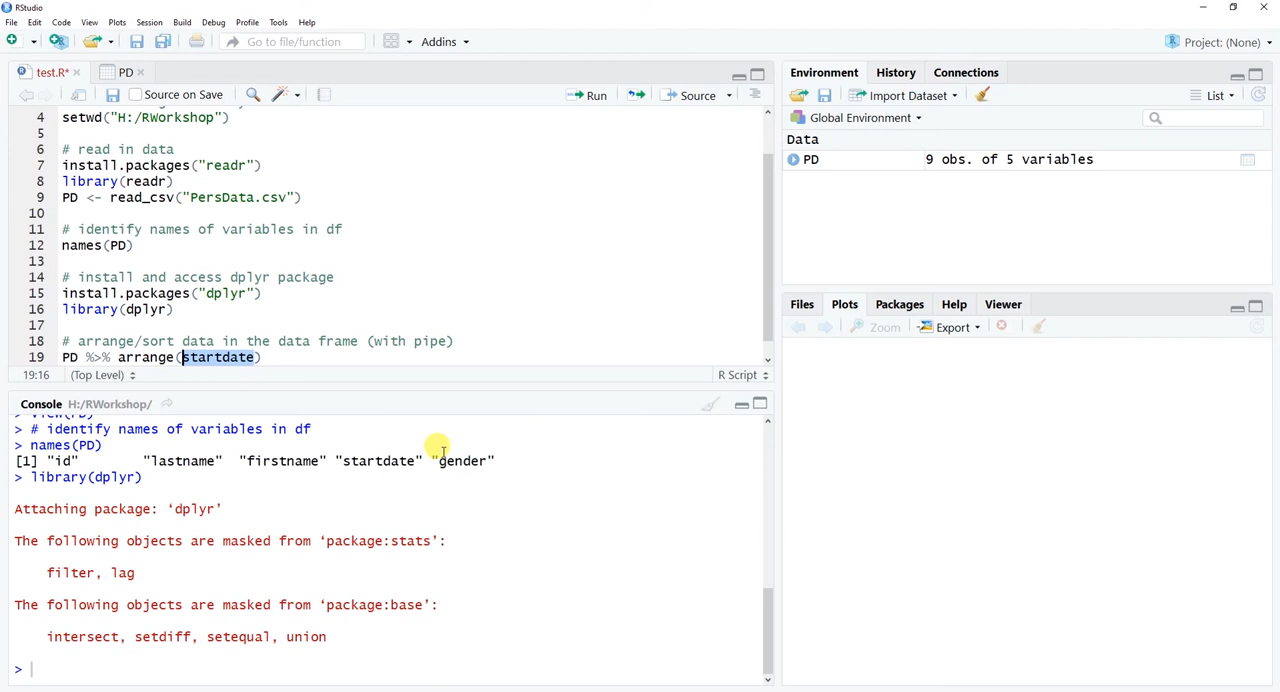 RStudio
File Edit Code View Plots Session Build Debug Profile Tools Help
Go to file/function Addins Project: (None)
test.R* PD
Source on Save Run Source
4 setwd("H:/RWorkshop")
5
6 # read in data
7 install.packages("readr")
8 library(readr)
9 PD <- read_csv("PersData.csv")
10
11 # identify names of variables in df
12 names(PD)
13
14 # install and access dplyr package
15 install.packages("dplyr")
16 library(dplyr)
17
18 # arrange/sort data in the data frame (with pipe)
19 PD %>% arrange(startdate)
19:16 (Top Level) R Script
Console H:/RWorkshop/
> View(PD)
> # identify names of variables in df
> names(PD)
[1] "id" "lastname" "firstname" "startdate" "gender"
> library(dplyr)
Attaching package: ‘dplyr’
The following objects are masked from ‘package:stats’:
filter, lag
The following objects are masked from ‘package:base’:
intersect, setdiff, setequal, union
>
Environment History Connections
Import Dataset List
Global Environment
Data
PD 9 obs. of 5 variables
Files Plots Packages Help Viewer
Zoom Export